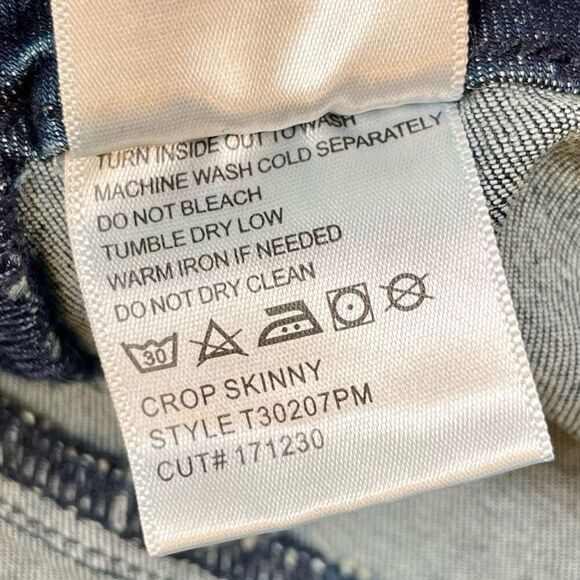 TURN INSIDE OUT TO WASH
MACHINE WASH COLD SEPARATELY
DO NOT BLEACH
TUMBLE DRY LOW
WARM IRON IF NEEDED
DO NOT DRY CLEAN
30
CROP SKINNY
STYLE T30207PM
CUT# 171230